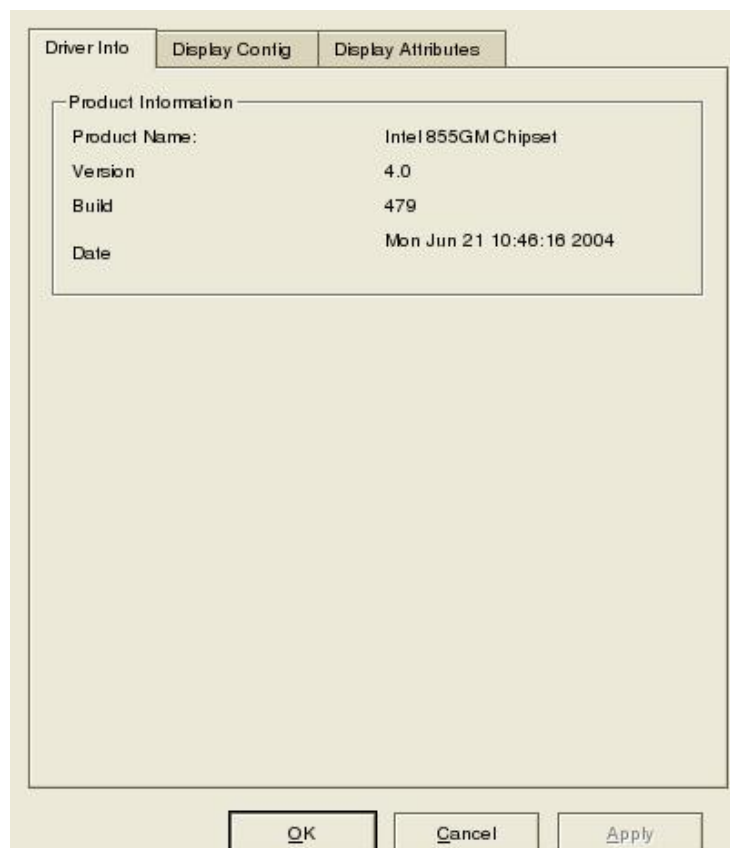 Driver Info Display Config Display Attributes
Product Information
Product Name: Intel 855GM Chipset
Version 4.0
Build 479
Date Mon Jun 21 10:46:16 2004
OK Cancel Apply